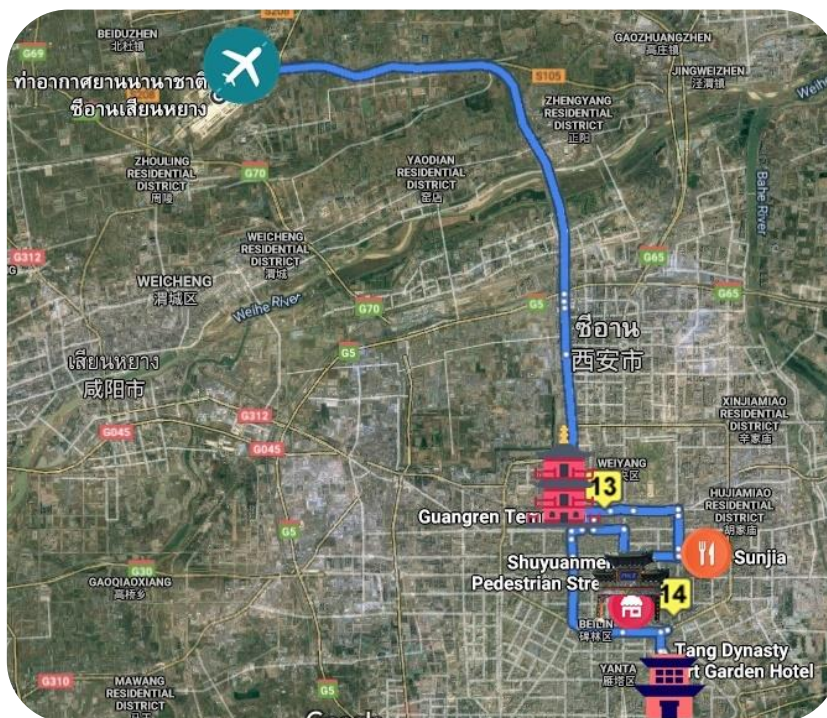 S208
BEIDUZHEN
北杜镇
G69
GAOZHUANGZHEN
高庄镇
JINGWEIZHEN
泾渭镇
ท่าอากาศยานนานาชาติ
ซีอานเสียนหยาง
S105
ZHENGYANG
RESIDENTIAL
DISTRICT
正阳
ZHOULING
RESIDENTIAL
DISTRICT
周陵
G70
YAODIAN
RESIDENTIAL
DISTRICT
窑店
Bahe River
G312
WEICHENG
RESIDENTIAL
DISTRICT
渭城
G65
WEICHENG
渭城区
Weihe River
G70
G5
G65
ซีอาน
西安市
G5
เสียนหยาง
咸阳市
G312
G045
G045
XINJIAMIAO
RESIDENTIAL
DISTRICT
辛家庙
WEIYANG
13
HUJIAMIAO
RESIDENTIAL
DISTRICT
胡家庙
Guangren Tem
G5
Sunjia
Shuyuanmen
Pedestrian Stre
G30
GAOQIAOXIANG
高桥乡
14
BEILIN
碑林区
Tang Dynasty
rt Garden Hotel
YANTA
雁塔区
G310
MAWANG
RESIDENTIAL
DISTRICT
G5
Google